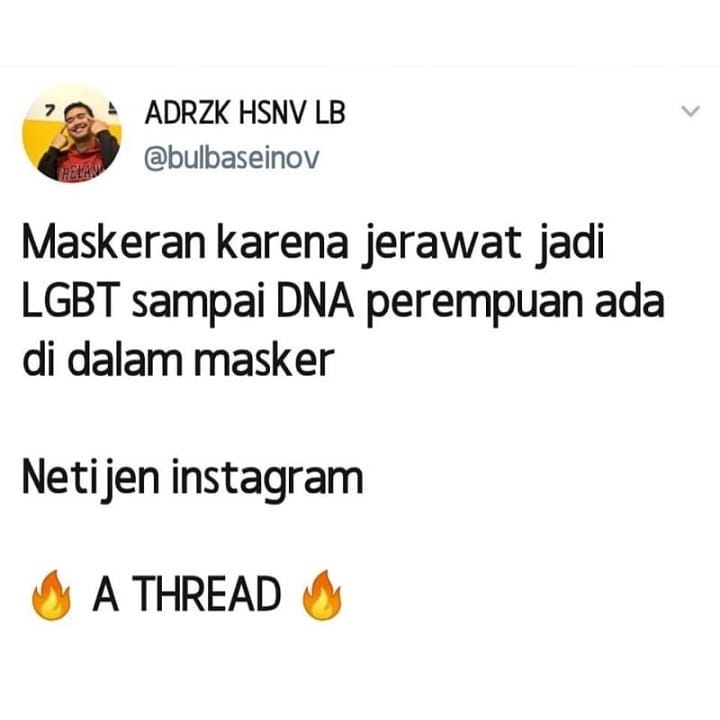 ADRZK HSNV LB
@bulbaseinov
Maskeran karena jerawat jadi
LGBT sampai DNA perempuan ada
di dalam masker
Netijen instagram
🔥 A THREAD 🔥